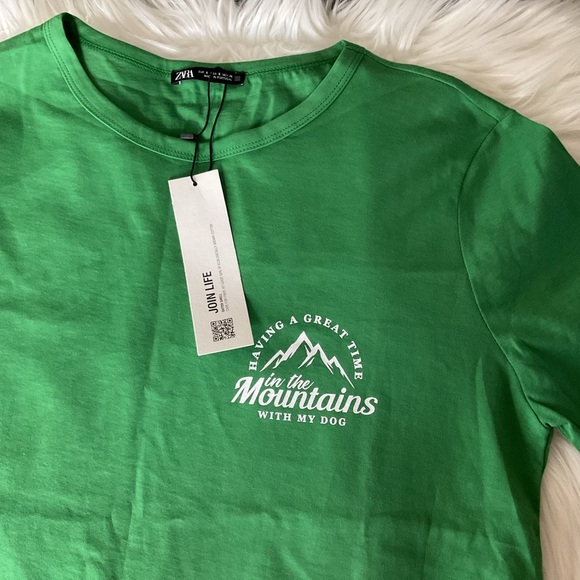 ZARA
JOIN LIFE
HAVING A GREAT TIME
in the
Mountains
WITH MY DOG